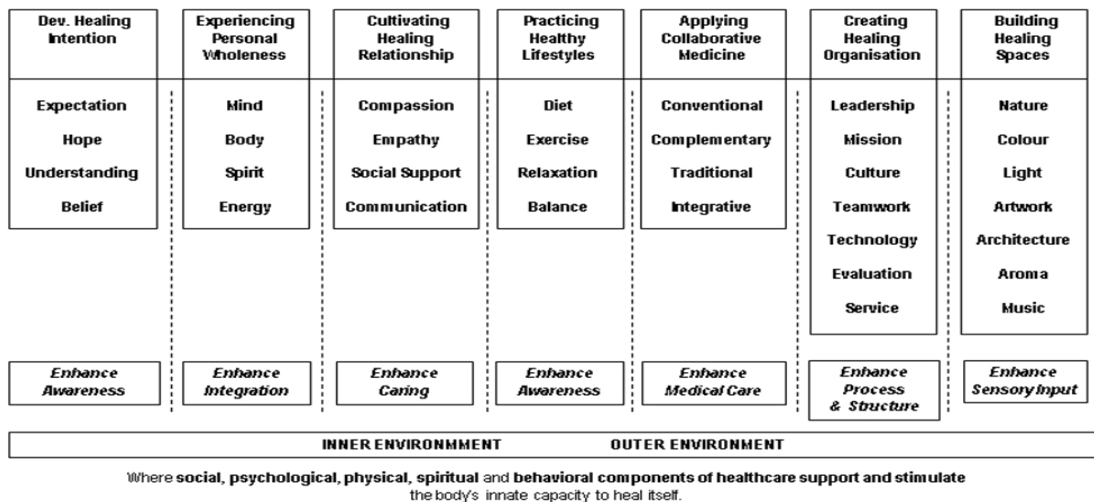 Dev. Healing
Intention
Expectation
Hope
Understanding
Belief
Enhance
Awareness
Experiencing
Personal
Wholeness
Mind
Body
Spirit
Energy
Enhance
Integration
Cultivating
Healing
Relationship
Compassion
Empathy
Social Support
Communication
Enhance
Caring
Practicing
Healthy
Lifestyles
Diet
Exercise
Relaxation
Balance
Enhance
Awareness
Applying
Collaborative
Medicine
Conventional
Complementary
Traditional
Integrative
Enhance
Medical Care
Creating
Healing
Organisation
Leadership
Mission
Culture
Teamwork
Technology
Evaluation
Service
Enhance
Process
& Structure
Building
Healing
Spaces
Nature
Colour
Light
Artwork
Architecture
Aroma
Music
Enhance
Sensory Input
INNER ENVIRONMMENT OUTER ENVIRONMENT
Where social, psychological, physical, spiritual and behavioral components of healthcare support and stimulate
the body's innate capacity to heal itself.